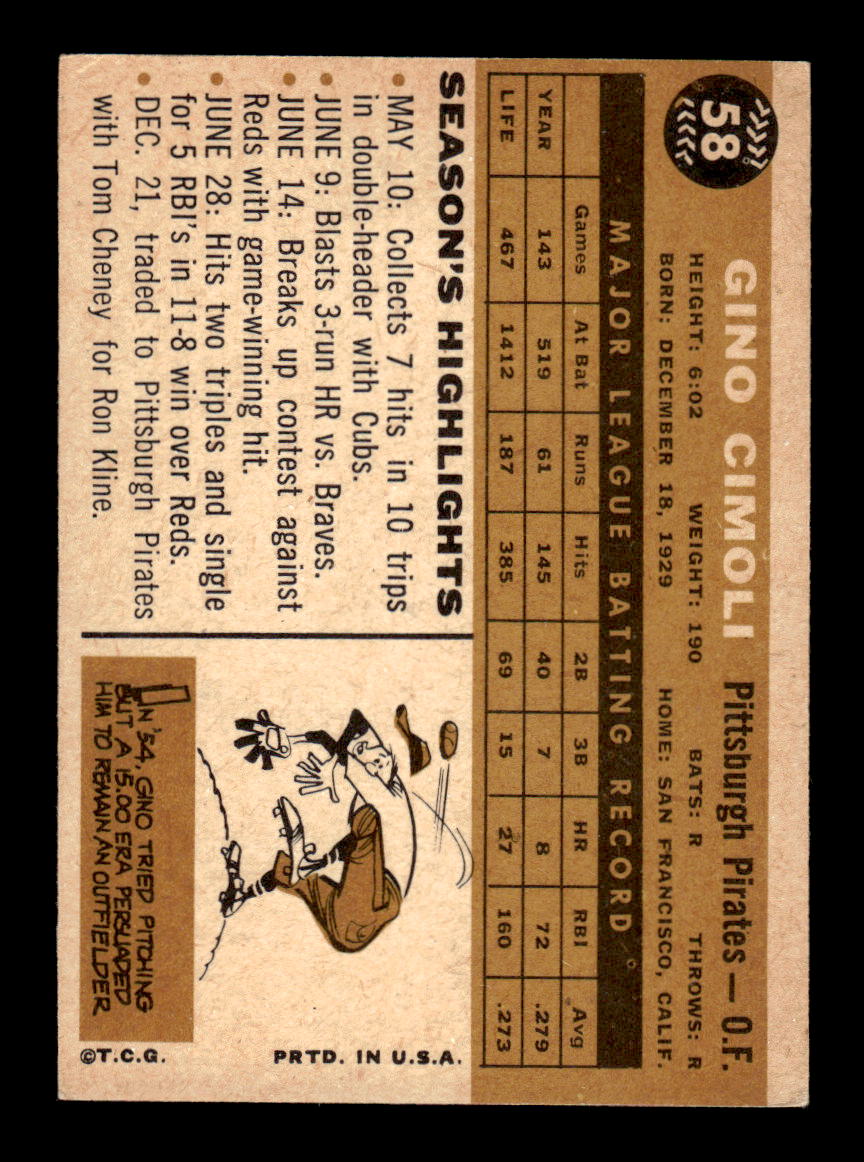 58
GINO CIMOLI Pittsburgh Pirates — O.F.
HEIGHT: 6:02 WEIGHT: 190 BATS: R THROWS: R
BORN: DECEMBER 18, 1929 HOME: SAN FRANCISCO, CALIF.
MAJOR LEAGUE BATTING RECORD
Games At Bat Runs Hits 2B 3B HR RBI Avg
YEAR 143 519 61 145 40 7 8 72 .279
LIFE 467 1412 187 385 69 15 27 160 .273
SEASON'S HIGHLIGHTS
• MAY 10: Collects 7 hits in 10 trips
in double-header with Cubs.
• JUNE 9: Blasts 3-run HR vs. Braves.
• JUNE 14: Breaks up contest against
Reds with game-winning hit.
• JUNE 28: Hits two triples and single
for 5 RBI's in 11-8 win over Reds.
• DEC. 21, traded to Pittsburgh Pirates
with Tom Cheney for Ron Kline.
IN '54, GINO TRIED PITCHING
BUT A 15.00 ERA PERSUADED
HIM TO REMAIN AN OUTFIELDER
©T.C.G. PRTD. IN U.S.A.